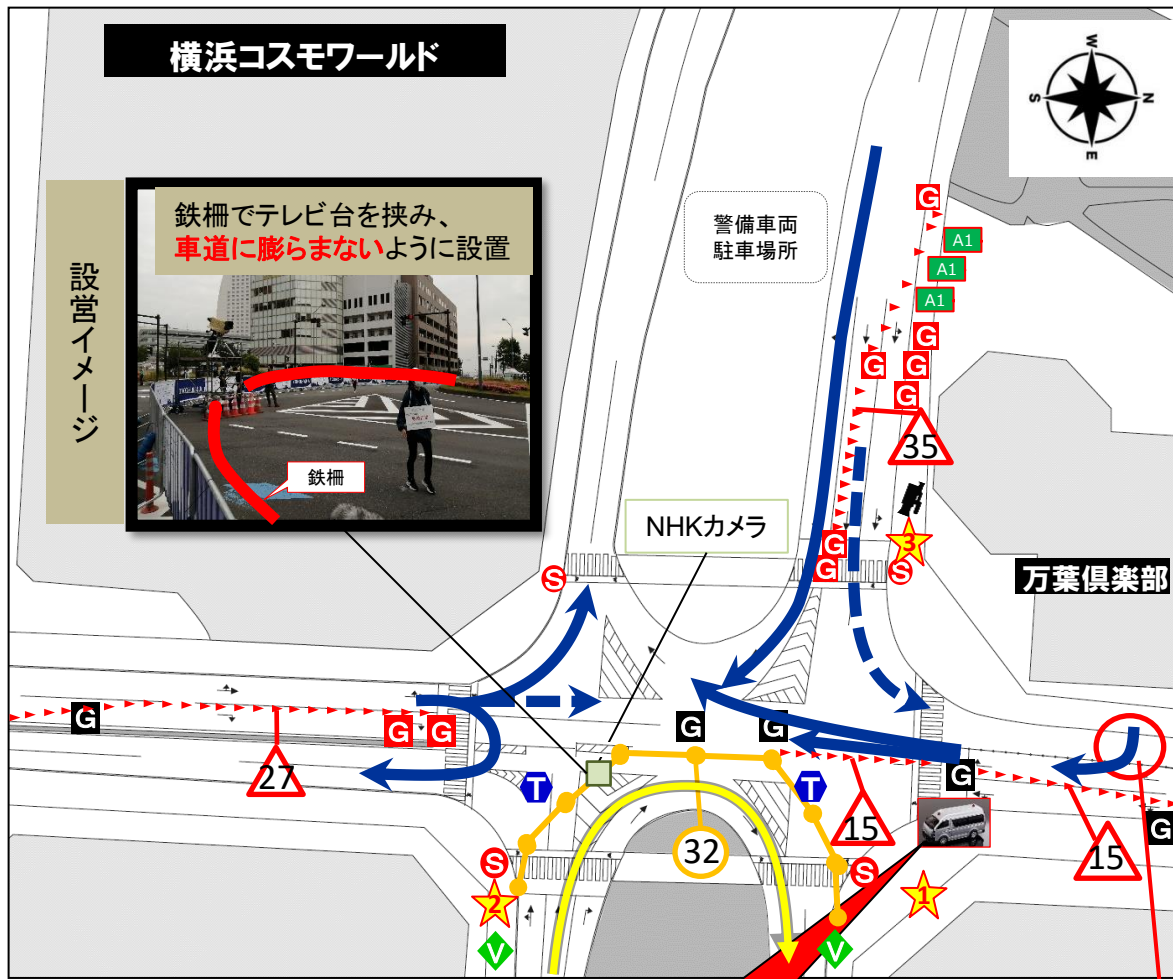 横浜コスモワールド
W
S
N
E
設営イメージ
鉄柵でテレビ台を挟み、
車道に膨らまないように設置
鉄柵
警備車両
駐車場所
G
A1
A1
A1
G
G
G
G
35
NHKカメラ
G
G
3
S
S
万葉倶楽部
G
G
G
27
G
G
G
T
T
15
15
G
32
S
S
2
1
V
V